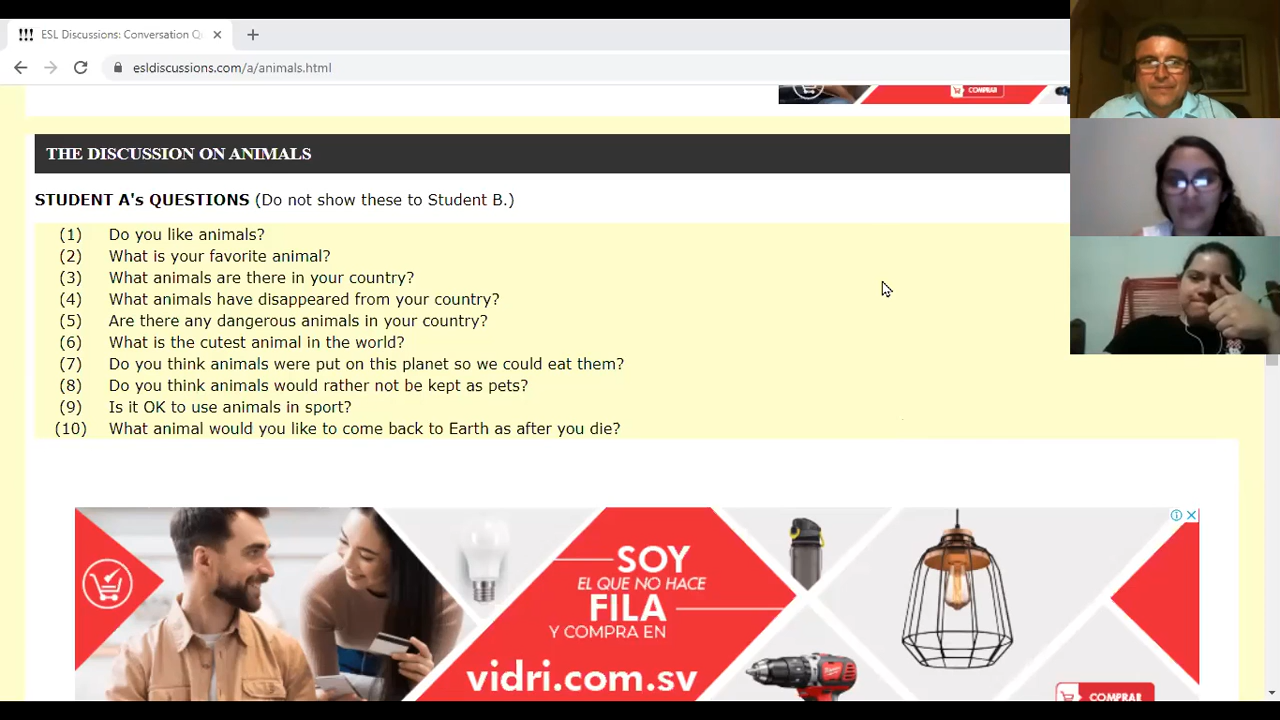 !!! ESL Discussions: Conversation Q
esldiscussions.com/a/animals.html
COMPRAR
THE DISCUSSION ON ANIMALS
STUDENT A's QUESTIONS (Do not show these to Student B.)
(1) Do you like animals?
(2) What is your favorite animal?
(3) What animals are there in your country?
(4) What animals have disappeared from your country?
(5) Are there any dangerous animals in your country?
(6) What is the cutest animal in the world?
(7) Do you think animals were put on this planet so we could eat them?
(8) Do you think animals would rather not be kept as pets?
(9) Is it OK to use animals in sport?
(10) What animal would you like to come back to Earth as after you die?
SOY
EL QUE NO HACE
FILA
Y COMPRA EN
vidri.com.sv
COMPRAR